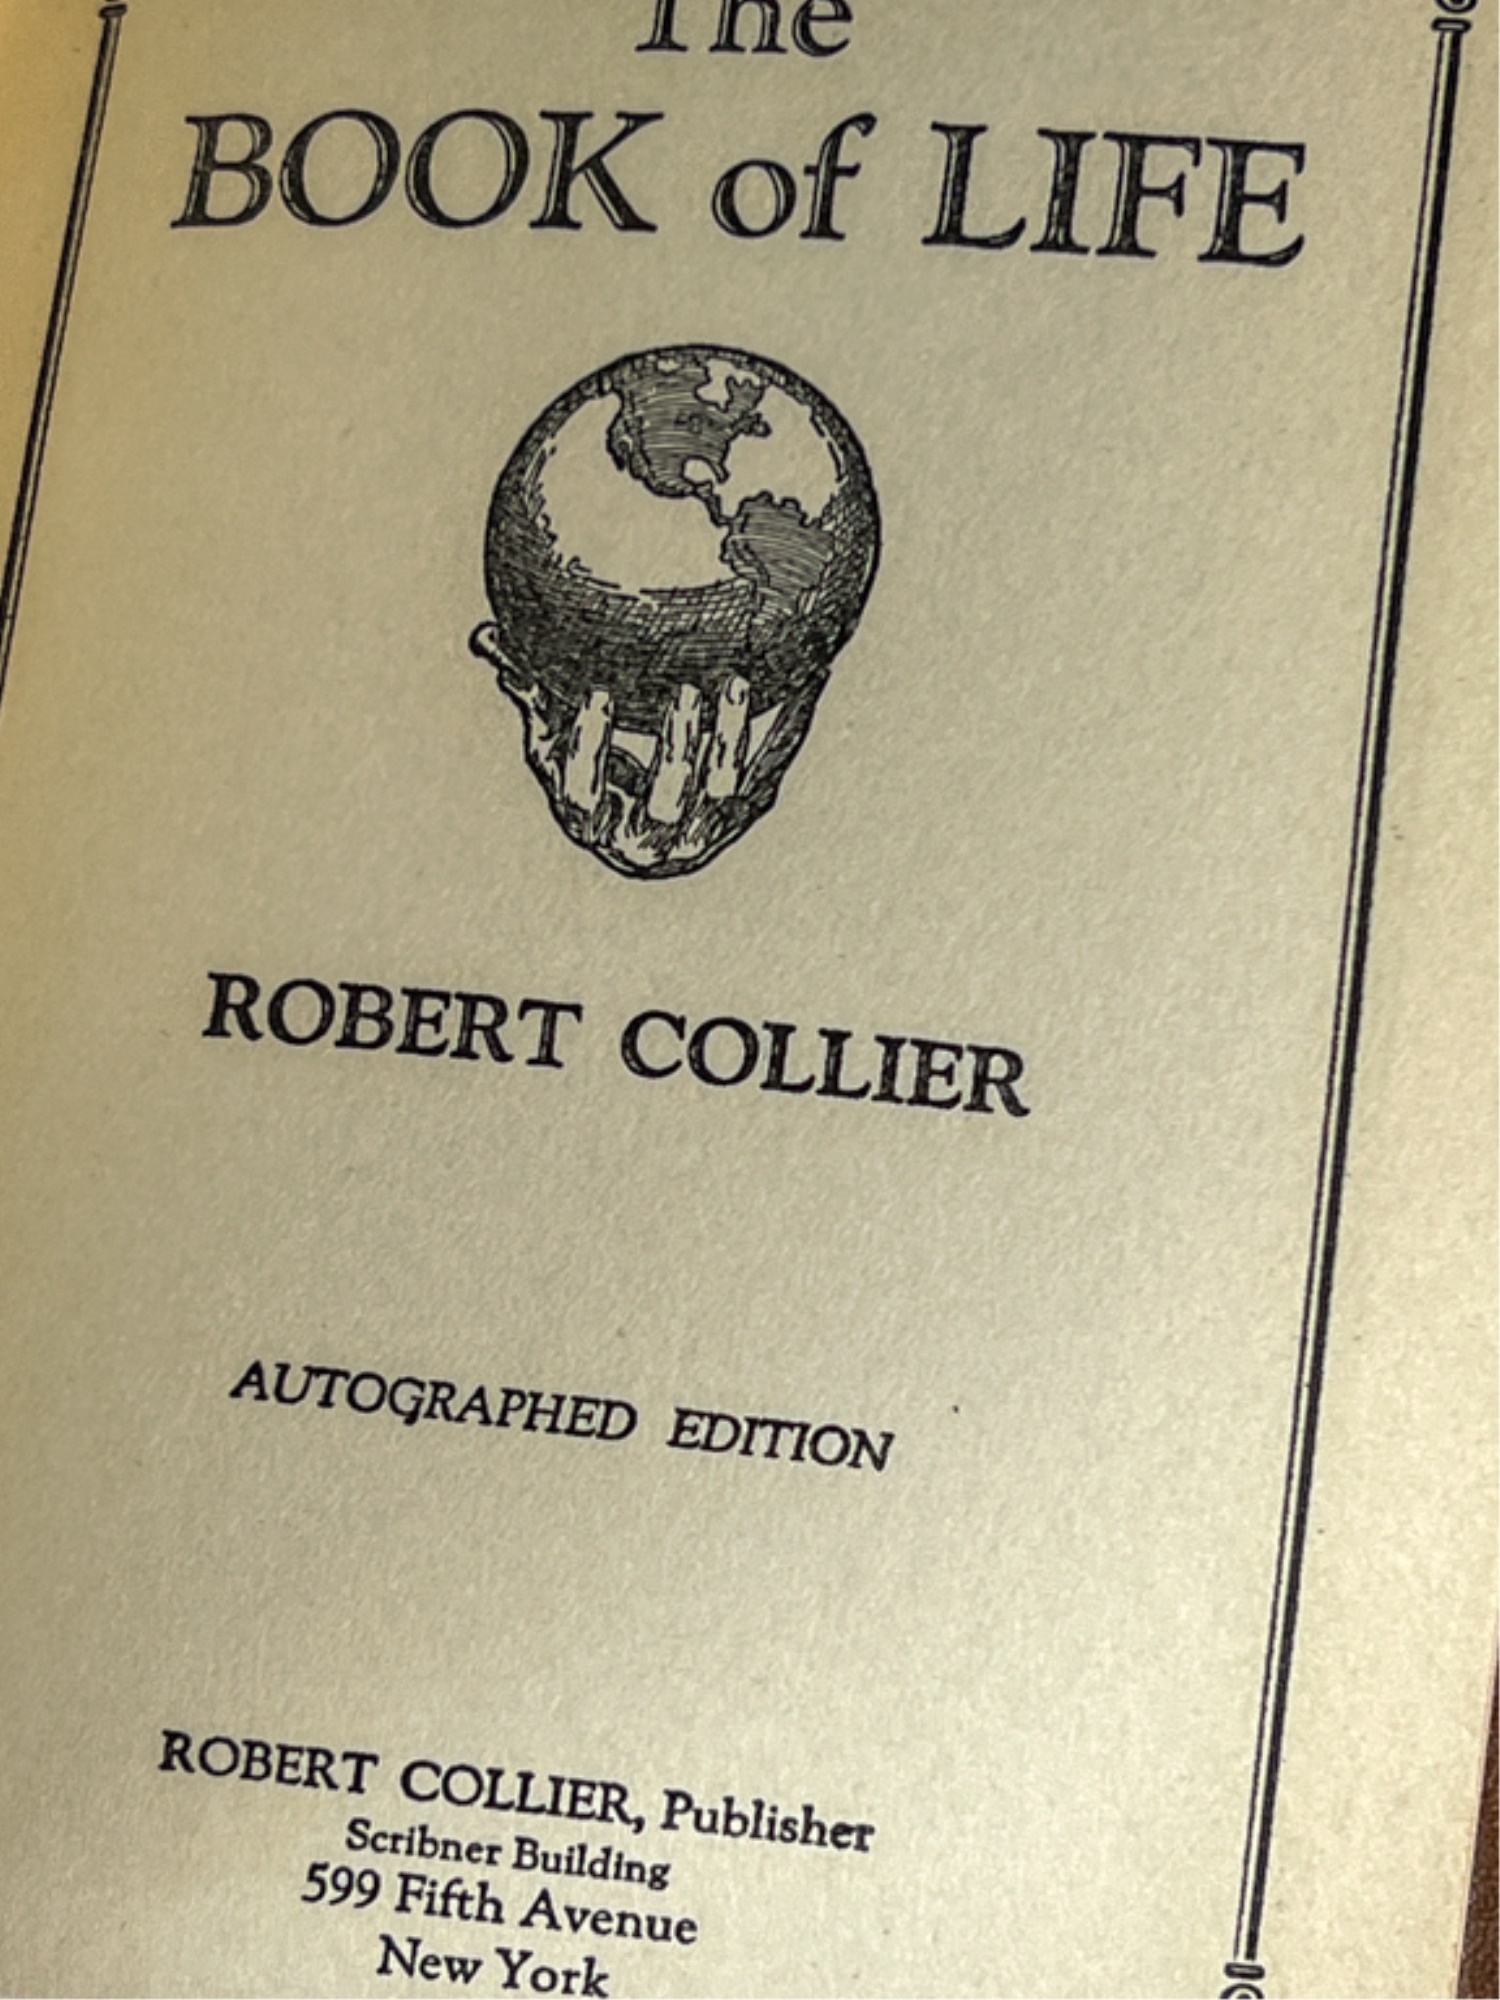 The
BOOK of LIFE
ROBERT COLLIER
AUTOGRAPHED EDITION
ROBERT COLLIER, Publisher
Scribner Building
599 Fifth Avenue
New York